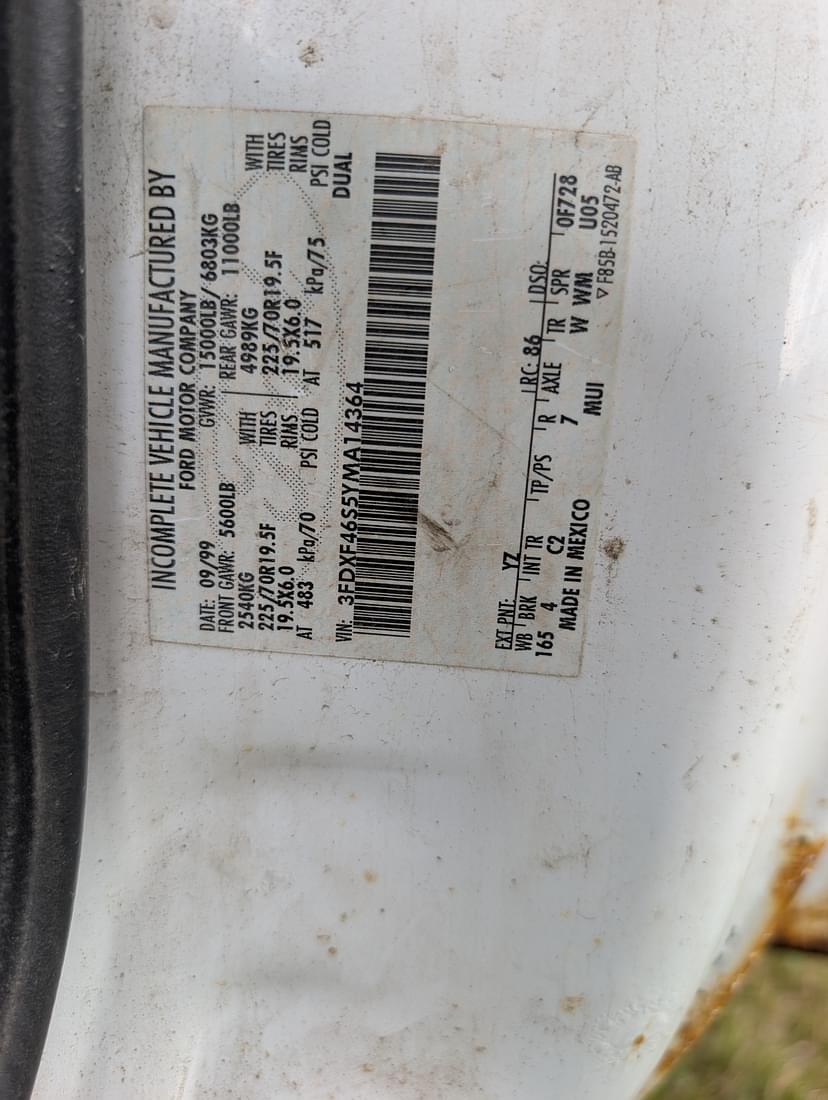 INCOMPLETE VEHICLE MANUFACTURED BY
FORD MOTOR COMPANY
DATE: 09/99 GVWR: 15000LB/ 6803KG
FRONT GAWR: 5600LB REAR GAWR: 11000LB
2540KG WITH 4989KG WITH
225/70R19.5F TIRES 225/70R19.5F TIRES
19.5X6.0 RIMS 19.5X6.0 RIMS
AT 483 kPa/70 PSI COLD AT 517 kPa/75 PSI COLD
DUAL
VIN: 3FDXF46S5YMA14364
EXT PNT: YZ RC: 86 DSO:
WB BRK INT TR TP/PS R AXLE TR SPR 0F728
165 4 C2 7 W WM U05
MADE IN MEXICO MUI ▽ F85B-1520472-AB